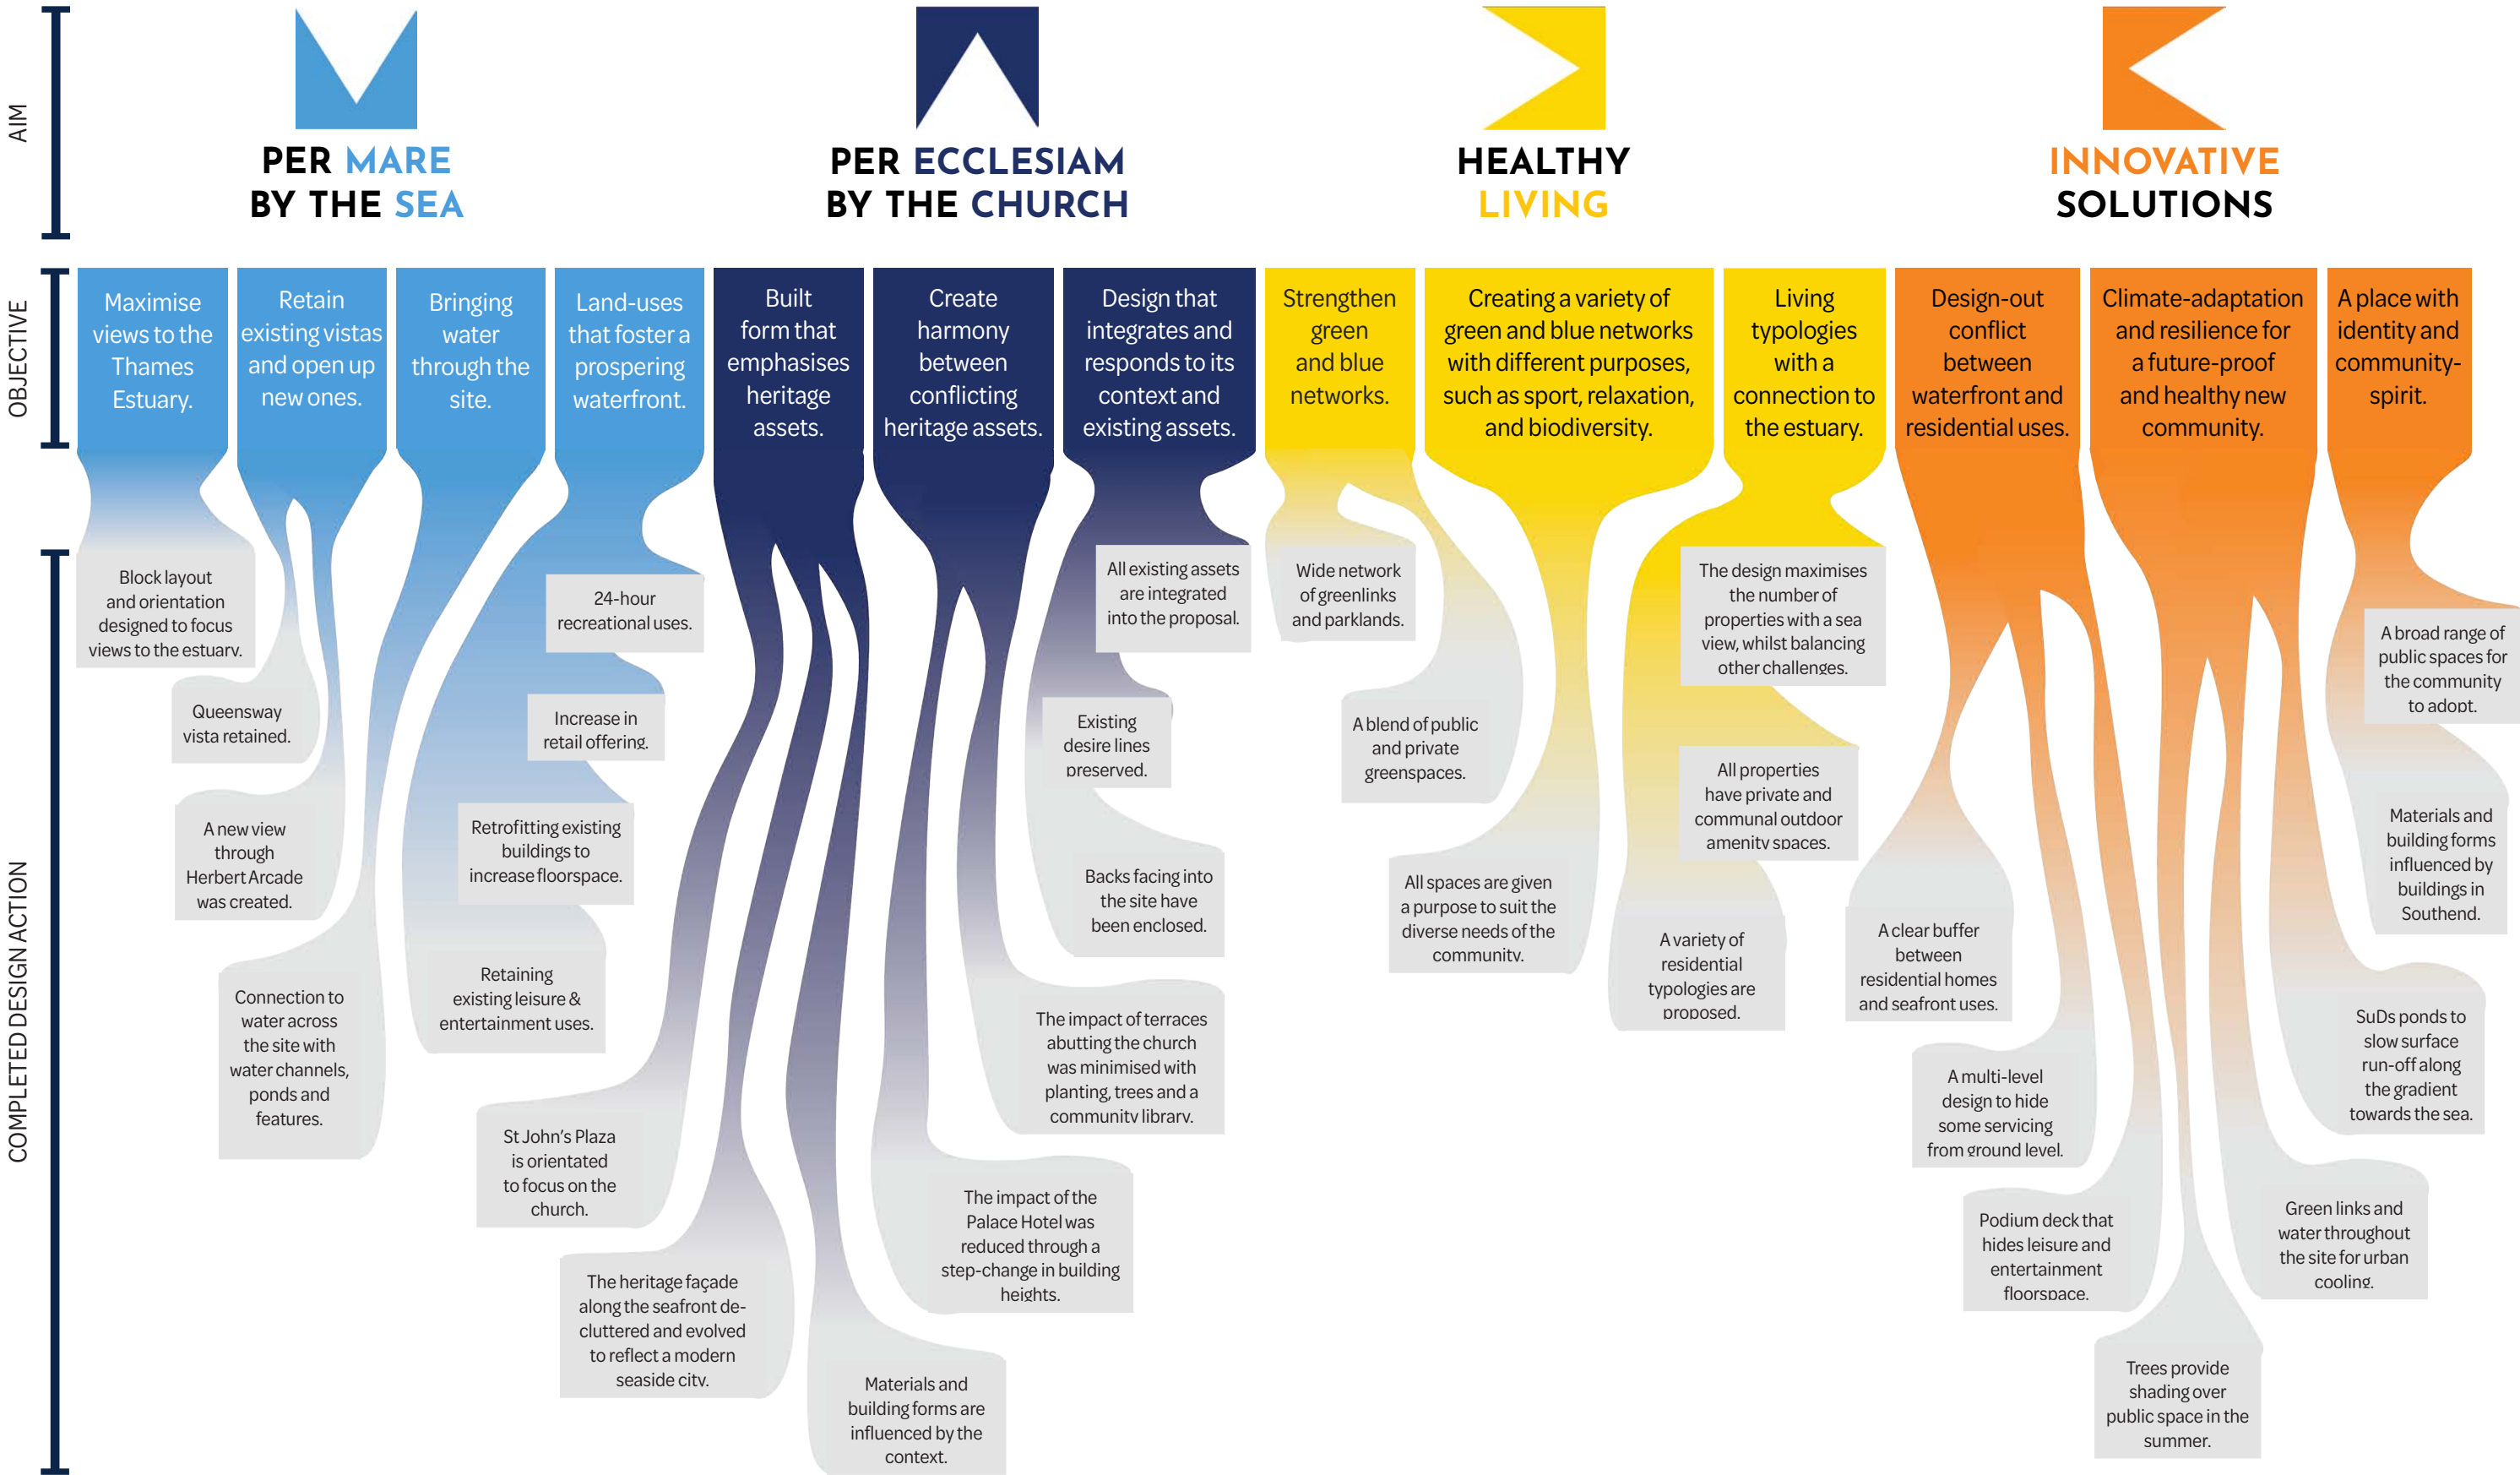 AIM
PER MARE
BY THE SEA
PER ECCLESIAM
BY THE CHURCH
HEALTHY
LIVING
INNOVATIVE
SOLUTIONS
OBJECTIVE
Maximise
views to the
Thames
Estuary.
Retain
existing vistas
and open up
new ones.
Bringing
water
through the
site.
Land-uses
that foster a
prospering
waterfront.
Built
form that
emphasises
heritage
assets.
Create
harmony
between
conflicting
heritage assets.
Design that
integrates and
responds to its
context and
existing assets.
Strengthen
green
and blue
networks.
Creating a variety of
green and blue networks
with different purposes,
such as sport, relaxation,
and biodiversity.
Living
typologies
with a
connection to
the estuary.
Design-out
conflict
between
waterfront and
residential uses.
Climate-adaptation
and resilience for
a future-proof
and healthy new
community.
A place with
identity and
community-
spirit.
COMPLETED DESIGN ACTION
Block layout
and orientation
designed to focus
views to the estuary.
Queensway
vista retained.
A new view
through
Herbert Arcade
was created.
Connection to
water across
the site with
water channels,
ponds and
features.
24-hour
recreational uses.
Increase in
retail offering.
Retrofitting existing
buildings to
increase floorspace.
Retaining
existing leisure &
entertainment uses.
St John's Plaza
is orientated
to focus on the
church.
The heritage façade
along the seafront de-
cluttered and evolved
to reflect a modern
seaside city.
Materials and
building forms are
influenced by the
context.
The impact of the
Palace Hotel was
reduced through a
step-change in building
heights.
The impact of terraces
abutting the church
was minimised with
planting, trees and a
community library.
All existing assets
are integrated
into the proposal.
Existing
desire lines
preserved.
Backs facing into
the site have
been enclosed.
Wide network
of greenlinks
and parklands.
A blend of public
and private
greenspaces.
All spaces are given
a purpose to suit the
diverse needs of the
community.
The design maximises
the number of
properties with a sea
view, whilst balancing
other challenges.
All properties
have private and
communal outdoor
amenity spaces.
A variety of
residential
typologies are
proposed.
A clear buffer
between
residential homes
and seafront uses.
A multi-level
design to hide
some servicing
from ground level.
Podium deck that
hides leisure and
entertainment
floorspace.
Trees provide
shading over
public space in the
summer.
Green links and
water throughout
the site for urban
cooling.
SuDs ponds to
slow surface
run-off along
the gradient
towards the sea.
A broad range of
public spaces for
the community
to adopt.
Materials and
building forms
influenced by
buildings in
Southend.